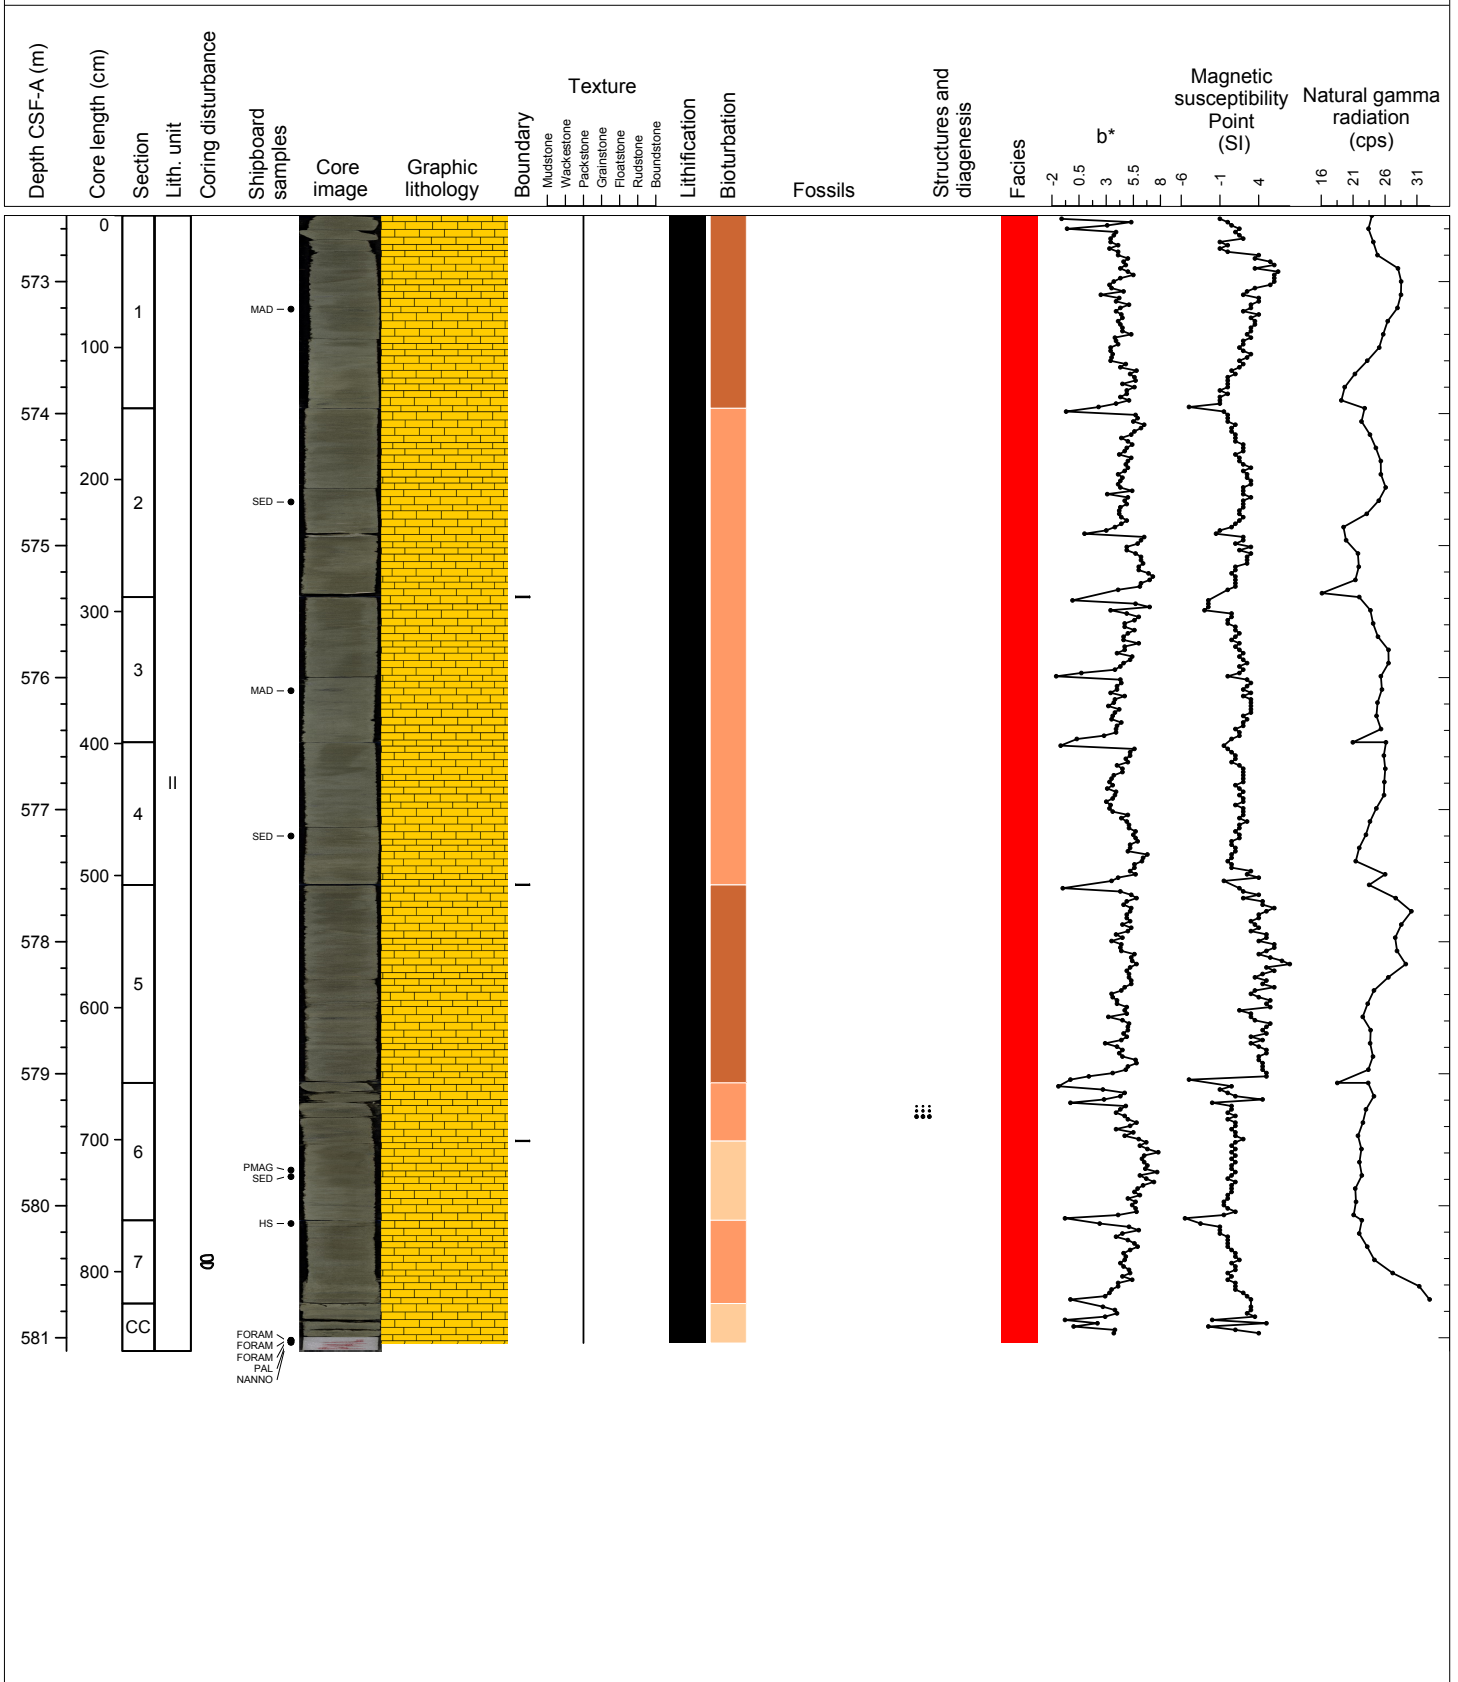 Depth CSF-A (m)
Core length (cm)
Section
Lith. unit
Coring disturbance
Shipboard
samples
Core
image
Graphic
lithology
Boundary
Texture
Mudstone
Wackestone
Packstone
Grainstone
Floatstone
Rudstone
Boundstone
Lithification
Bioturbation
Fossils
Structures and
diagenesis
Facies
b*
-2 0.5 3 5.5 8
Magnetic
susceptibility
Point
(SI)
-6 -1 4
Natural gamma
radiation
(cps)
16 21 26 31
0
573
1
MAD
100
574
200
2
SED
575
300
3
576
MAD
400
II
577
4
SED
500
578
5
600
579
700
6
PMAG
SED
580
HS
7
800
CC
581
FORAM
FORAM
FORAM
PAL
NANNO